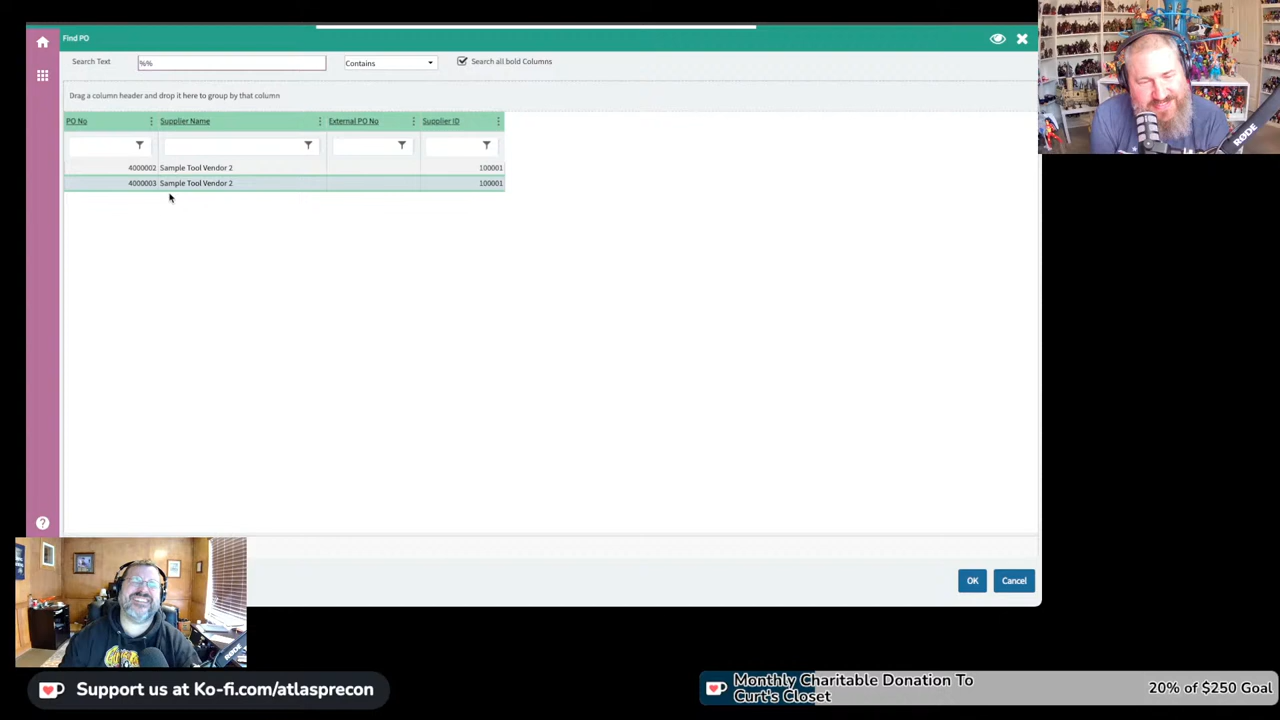 Find PO
Search Text
%%
Contains
Search all bold Columns
Drag a column header and drop it here to group by that column
PO No
Supplier Name
External PO No
Supplier ID
4000002 Sample Tool Vendor 2 100001
4000003 Sample Tool Vendor 2 100001
OK
Cancel
RØDE
Support us at Ko-fi.com/atlasprecon
Monthly Charitable Donation To
Curt's Closet
20% of $250 Goal